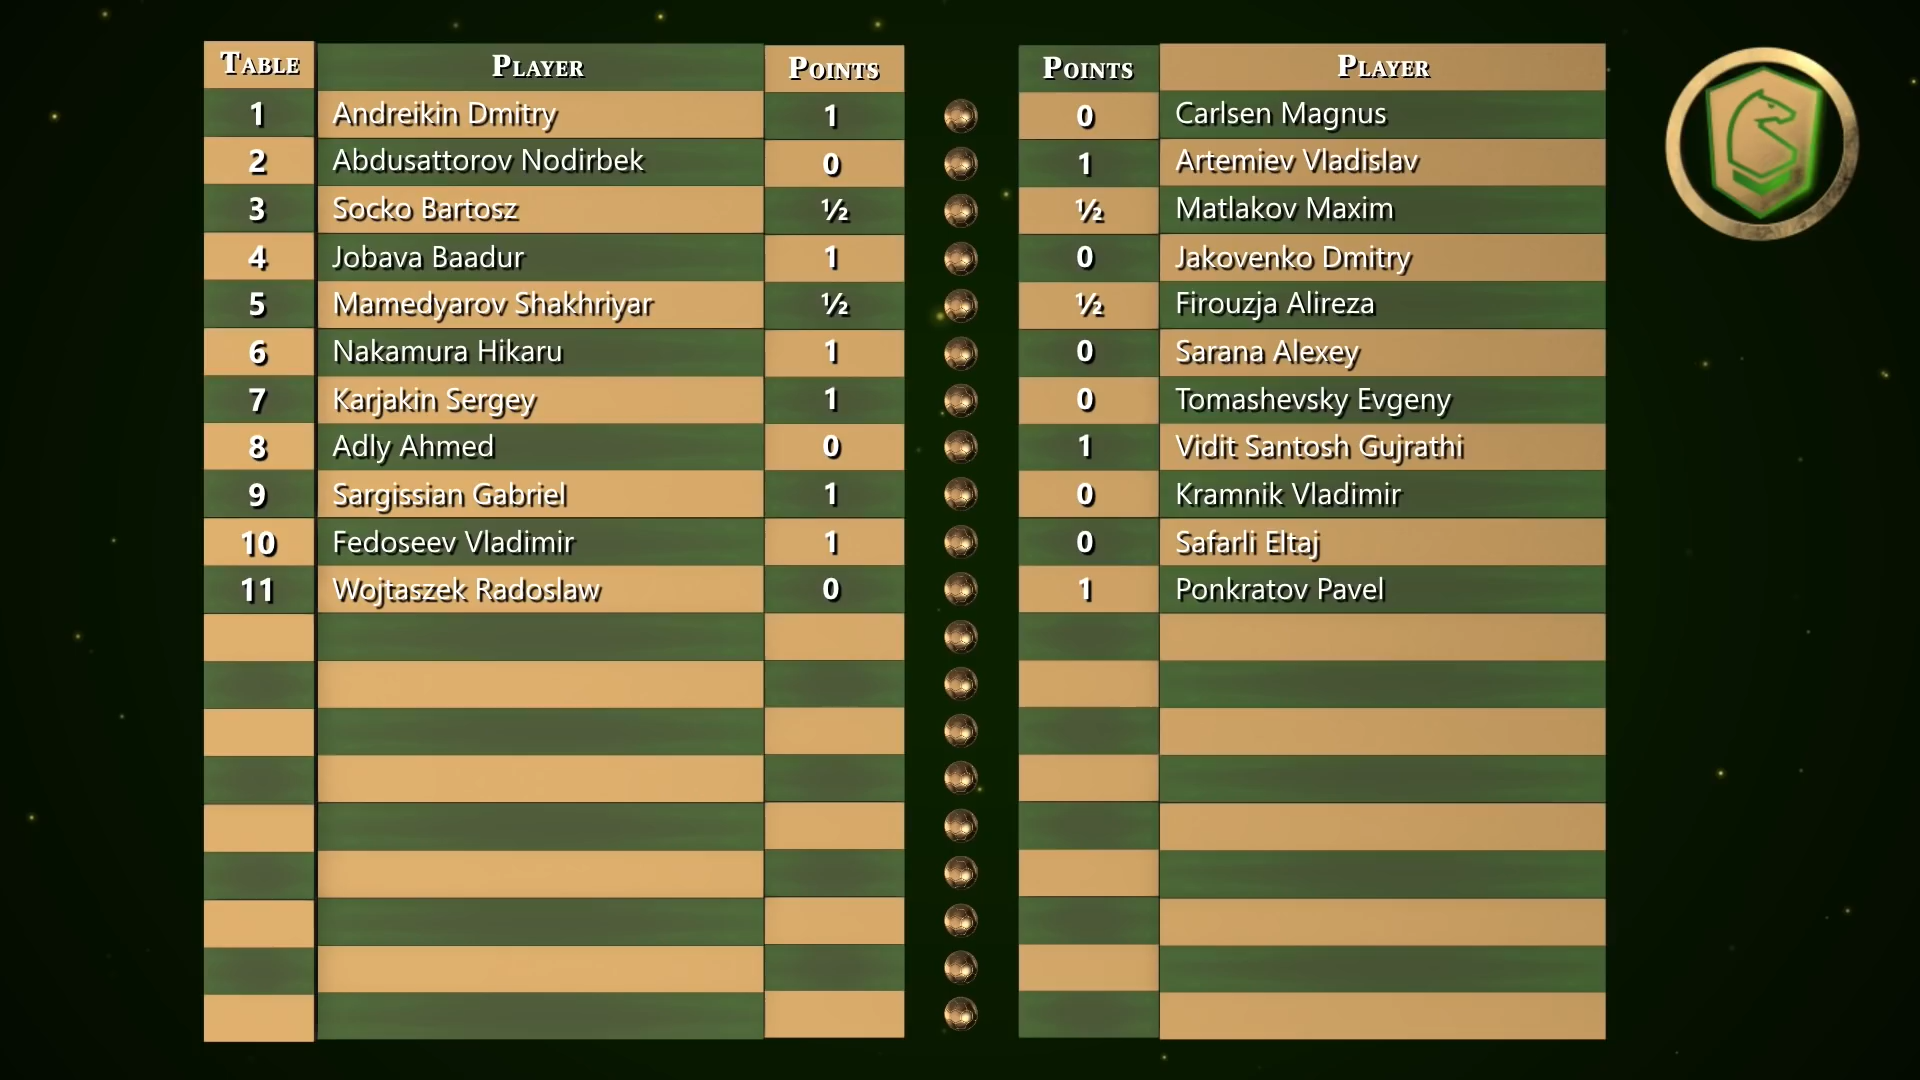 Table Player Points Points Player
1 Andreikin Dmitry 1 0 Carlsen Magnus
2 Abdusattorov Nodirbek 0 1 Artemiev Vladislav
3 Socko Bartosz ½ ½ Matlakov Maxim
4 Jobava Baadur 1 0 Jakovenko Dmitry
5 Mamedyarov Shakhriyar ½ ½ Firouzja Alireza
6 Nakamura Hikaru 1 0 Sarana Alexey
7 Karjakin Sergey 1 0 Tomashevsky Evgeny
8 Adly Ahmed 0 1 Vidit Santosh Gujrathi
9 Sargissian Gabriel 1 0 Kramnik Vladimir
10 Fedoseev Vladimir 1 0 Safarli Eltaj
11 Wojtaszek Radoslaw 0 1 Ponkratov Pavel